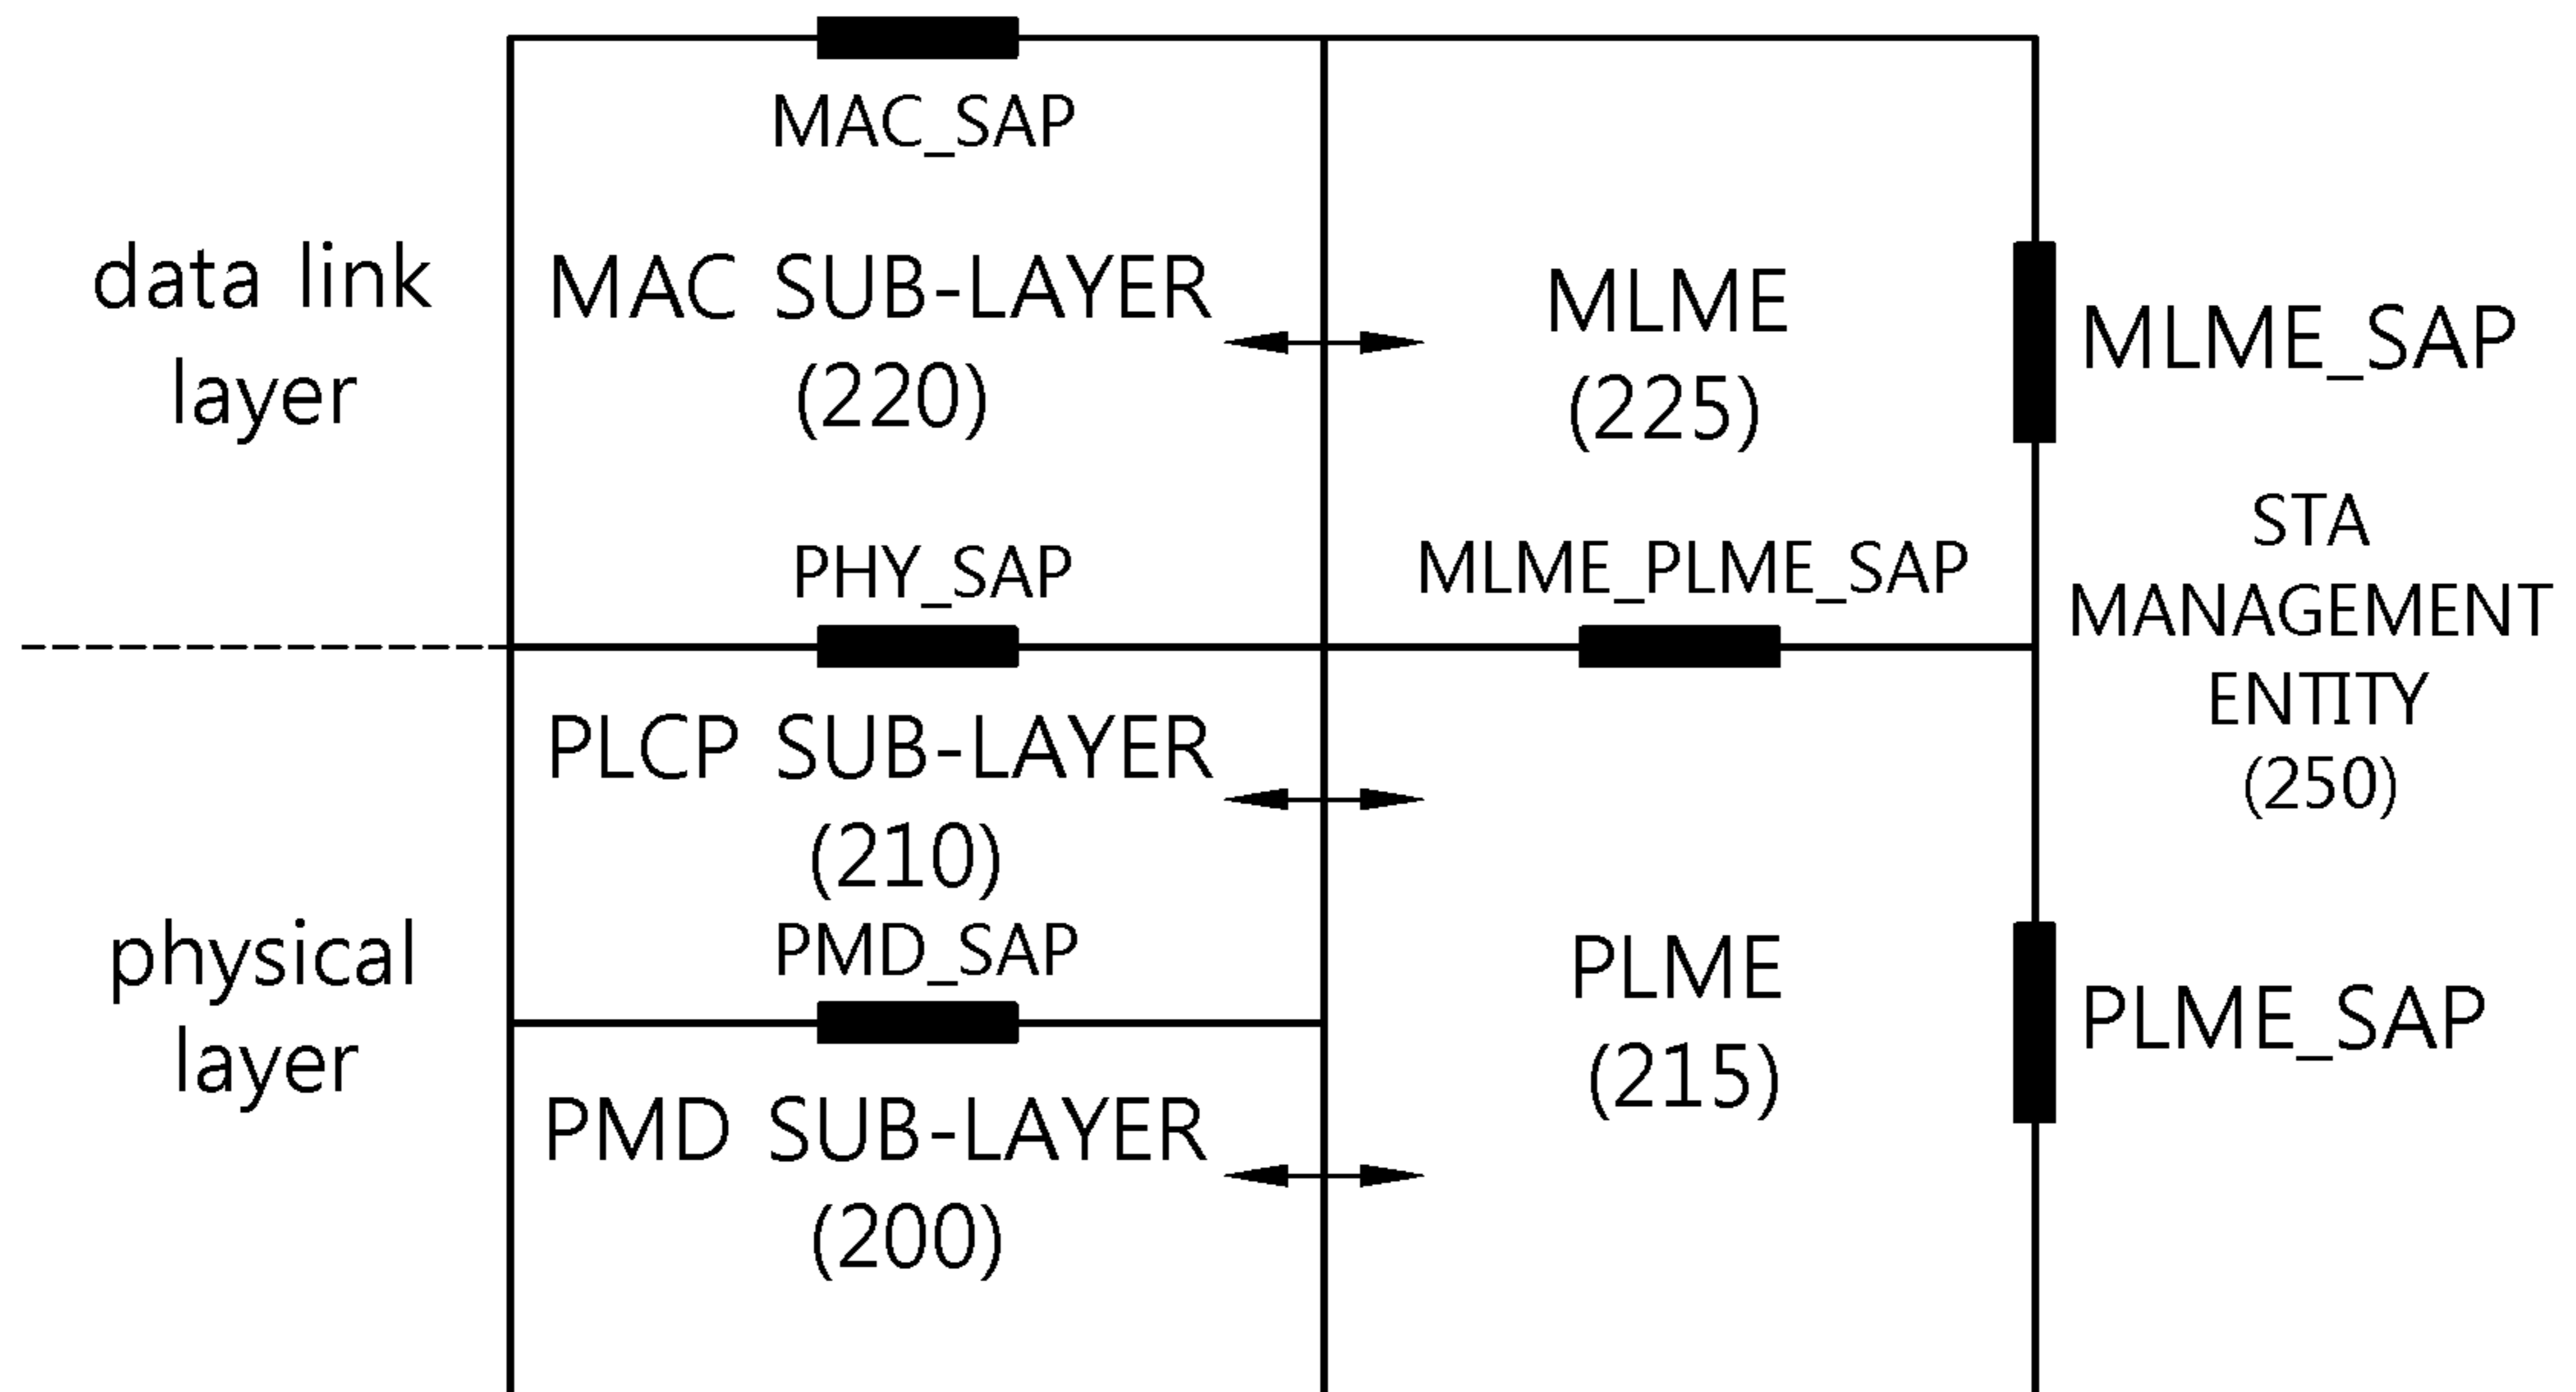 MAC_SAP
data link
layer
MAC SUB-LAYER
(220)
MLME
(225)
MLME_SAP
PHY_SAP
MLME_PLME_SAP
STA
MANAGEMENT
ENTITY
(250)
PLCP SUB-LAYER
(210)
PMD_SAP
physical
layer
PLME
(215)
PLME_SAP
PMD SUB-LAYER
(200)